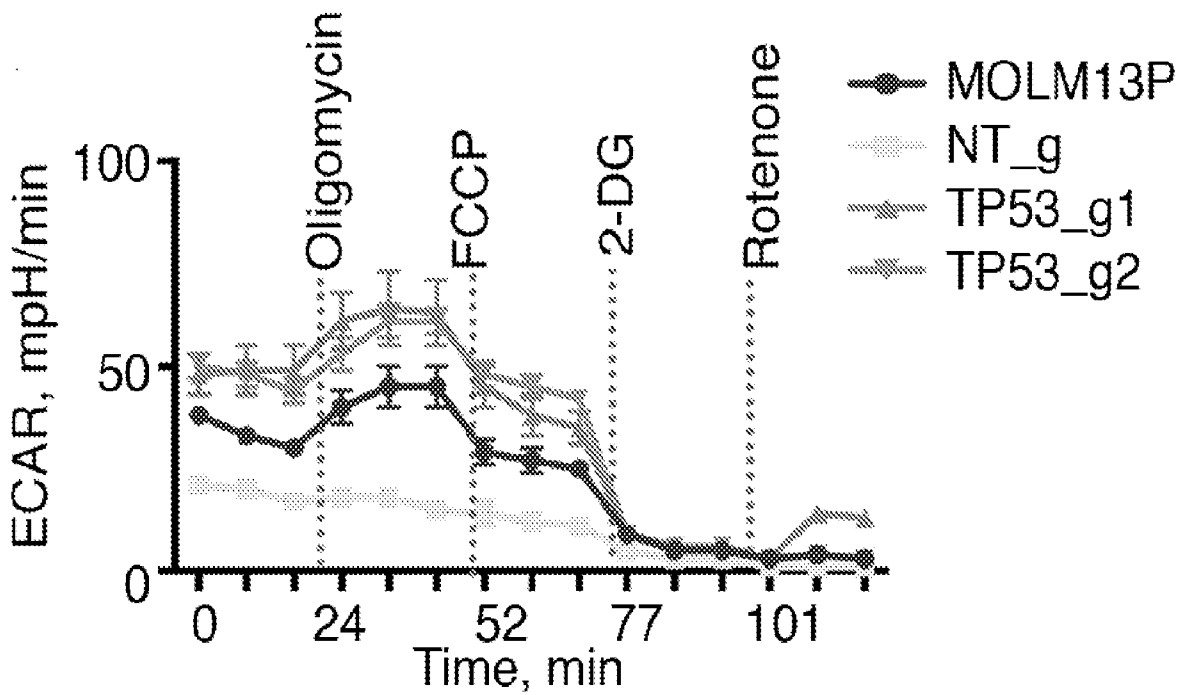 Oligomycin
FCCP
2-DG
Rotenone
MOLM13P
NT_g
TP53_g1
TP53_g2
ECAR, mpH/min
100
50
0
0 24 52 77 101
Time, min